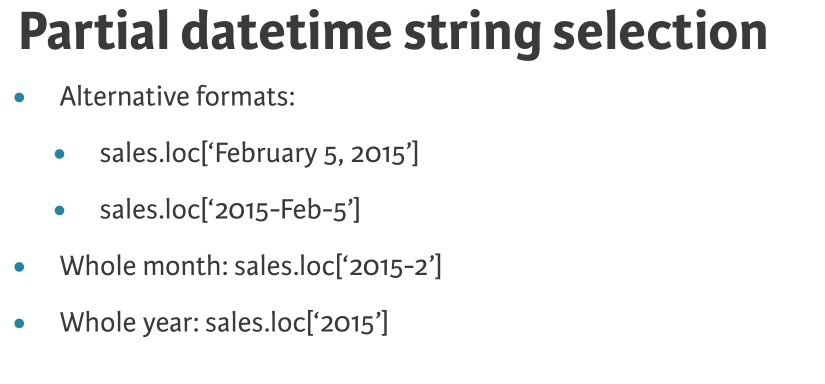 Partial datetime string selection
• Alternative formats:
• sales.loc[‘February 5, 2015’]
• sales.loc[‘2015-Feb-5’]
• Whole month: sales.loc[‘2015-2’]
• Whole year: sales.loc[‘2015’]